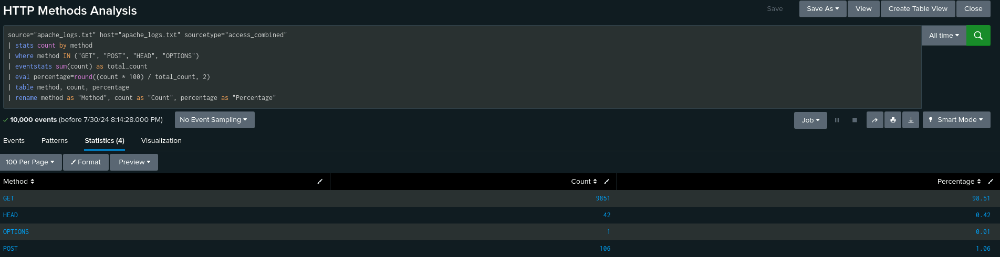 HTTP Methods Analysis
Save Save As View Create Table View Close
source="apache_logs.txt" host="apache_logs.txt" sourcetype="access_combined"
| stats count by method
| where method IN ("GET", "POST", "HEAD", "OPTIONS")
| eventstats sum(count) as total_count
| eval percentage=round((count * 100) / total_count, 2)
| table method, count, percentage
| rename method as "Method", count as "Count", percentage as "Percentage"
All time
10,000 events (before 7/30/24 8:14:28.000 PM) No Event Sampling Job Smart Mode
Events Patterns Statistics (4) Visualization
100 Per Page Format Preview
Method Count Percentage
GET 9851 98.51
HEAD 42 0.42
OPTIONS 1 0.01
POST 106 1.06